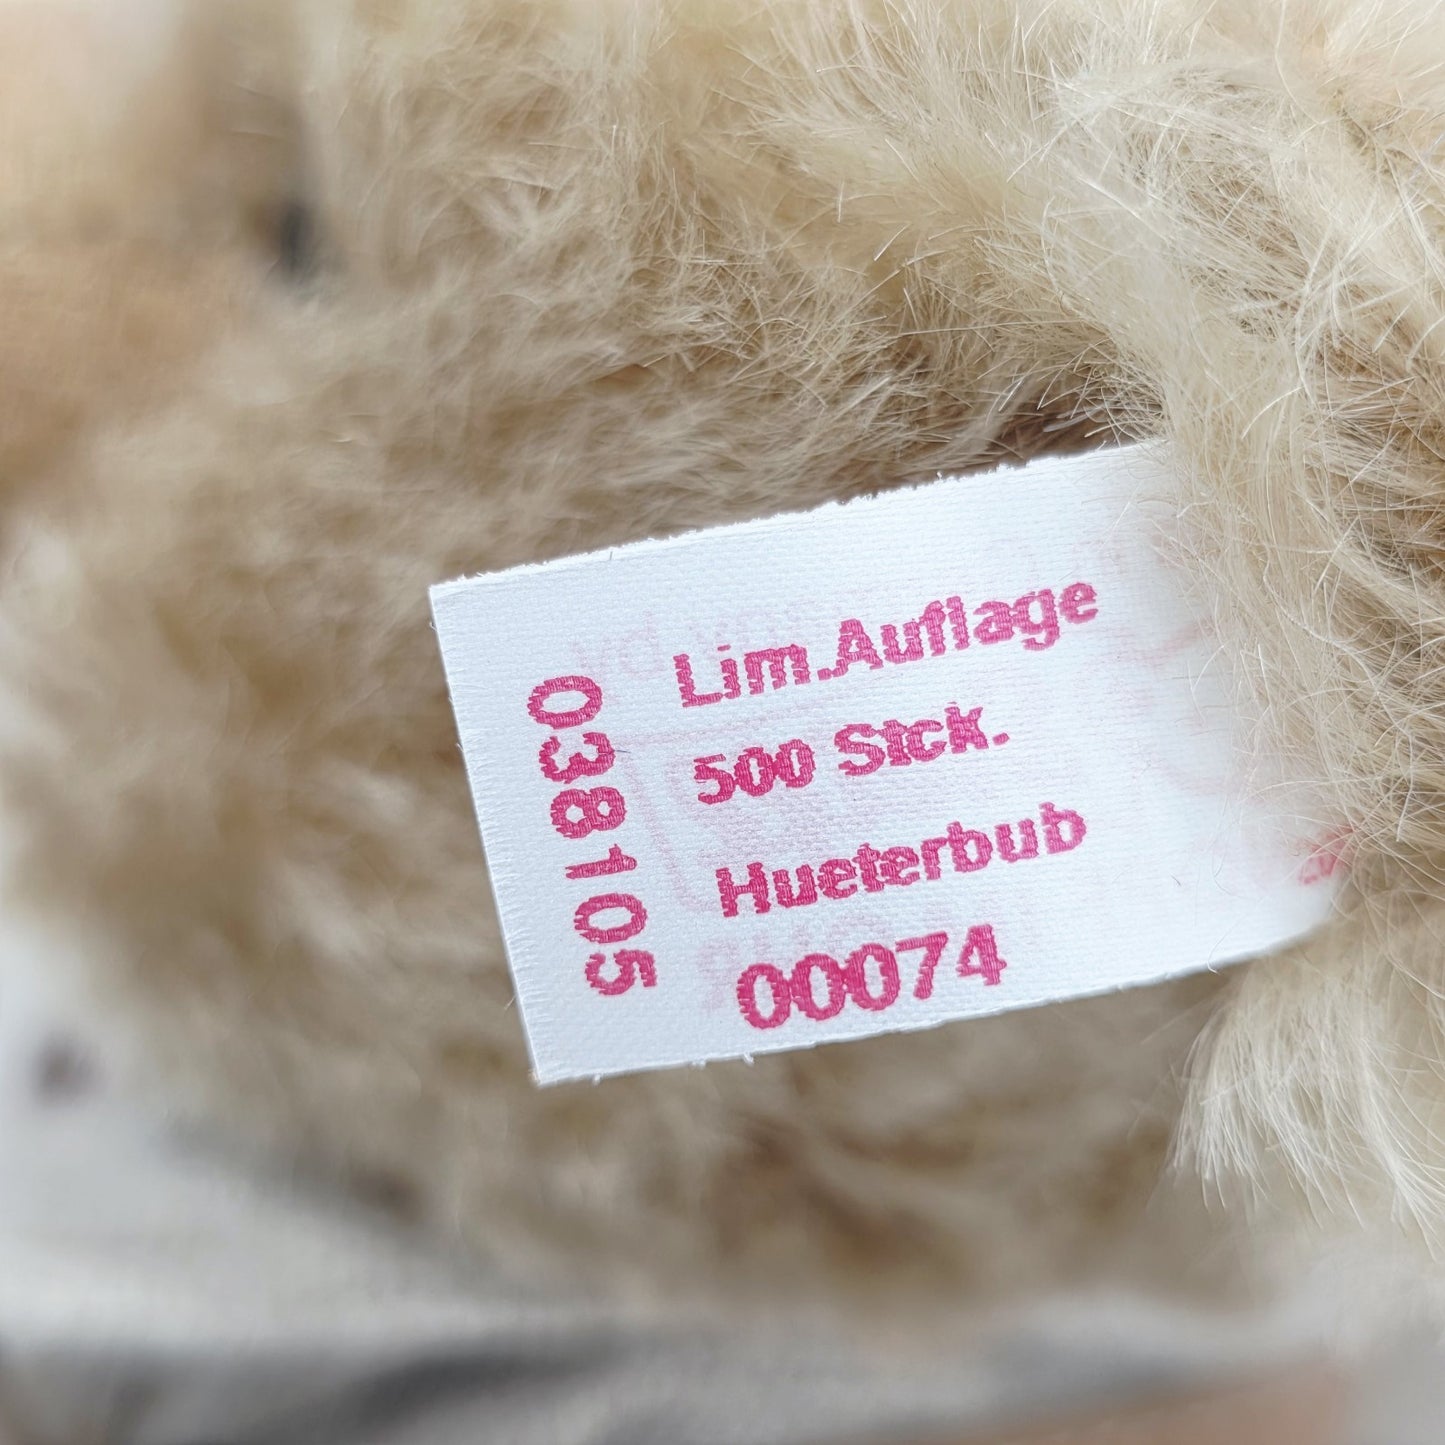 Lim.Auflage
500 Stck.
Hueterbub
00074
038105